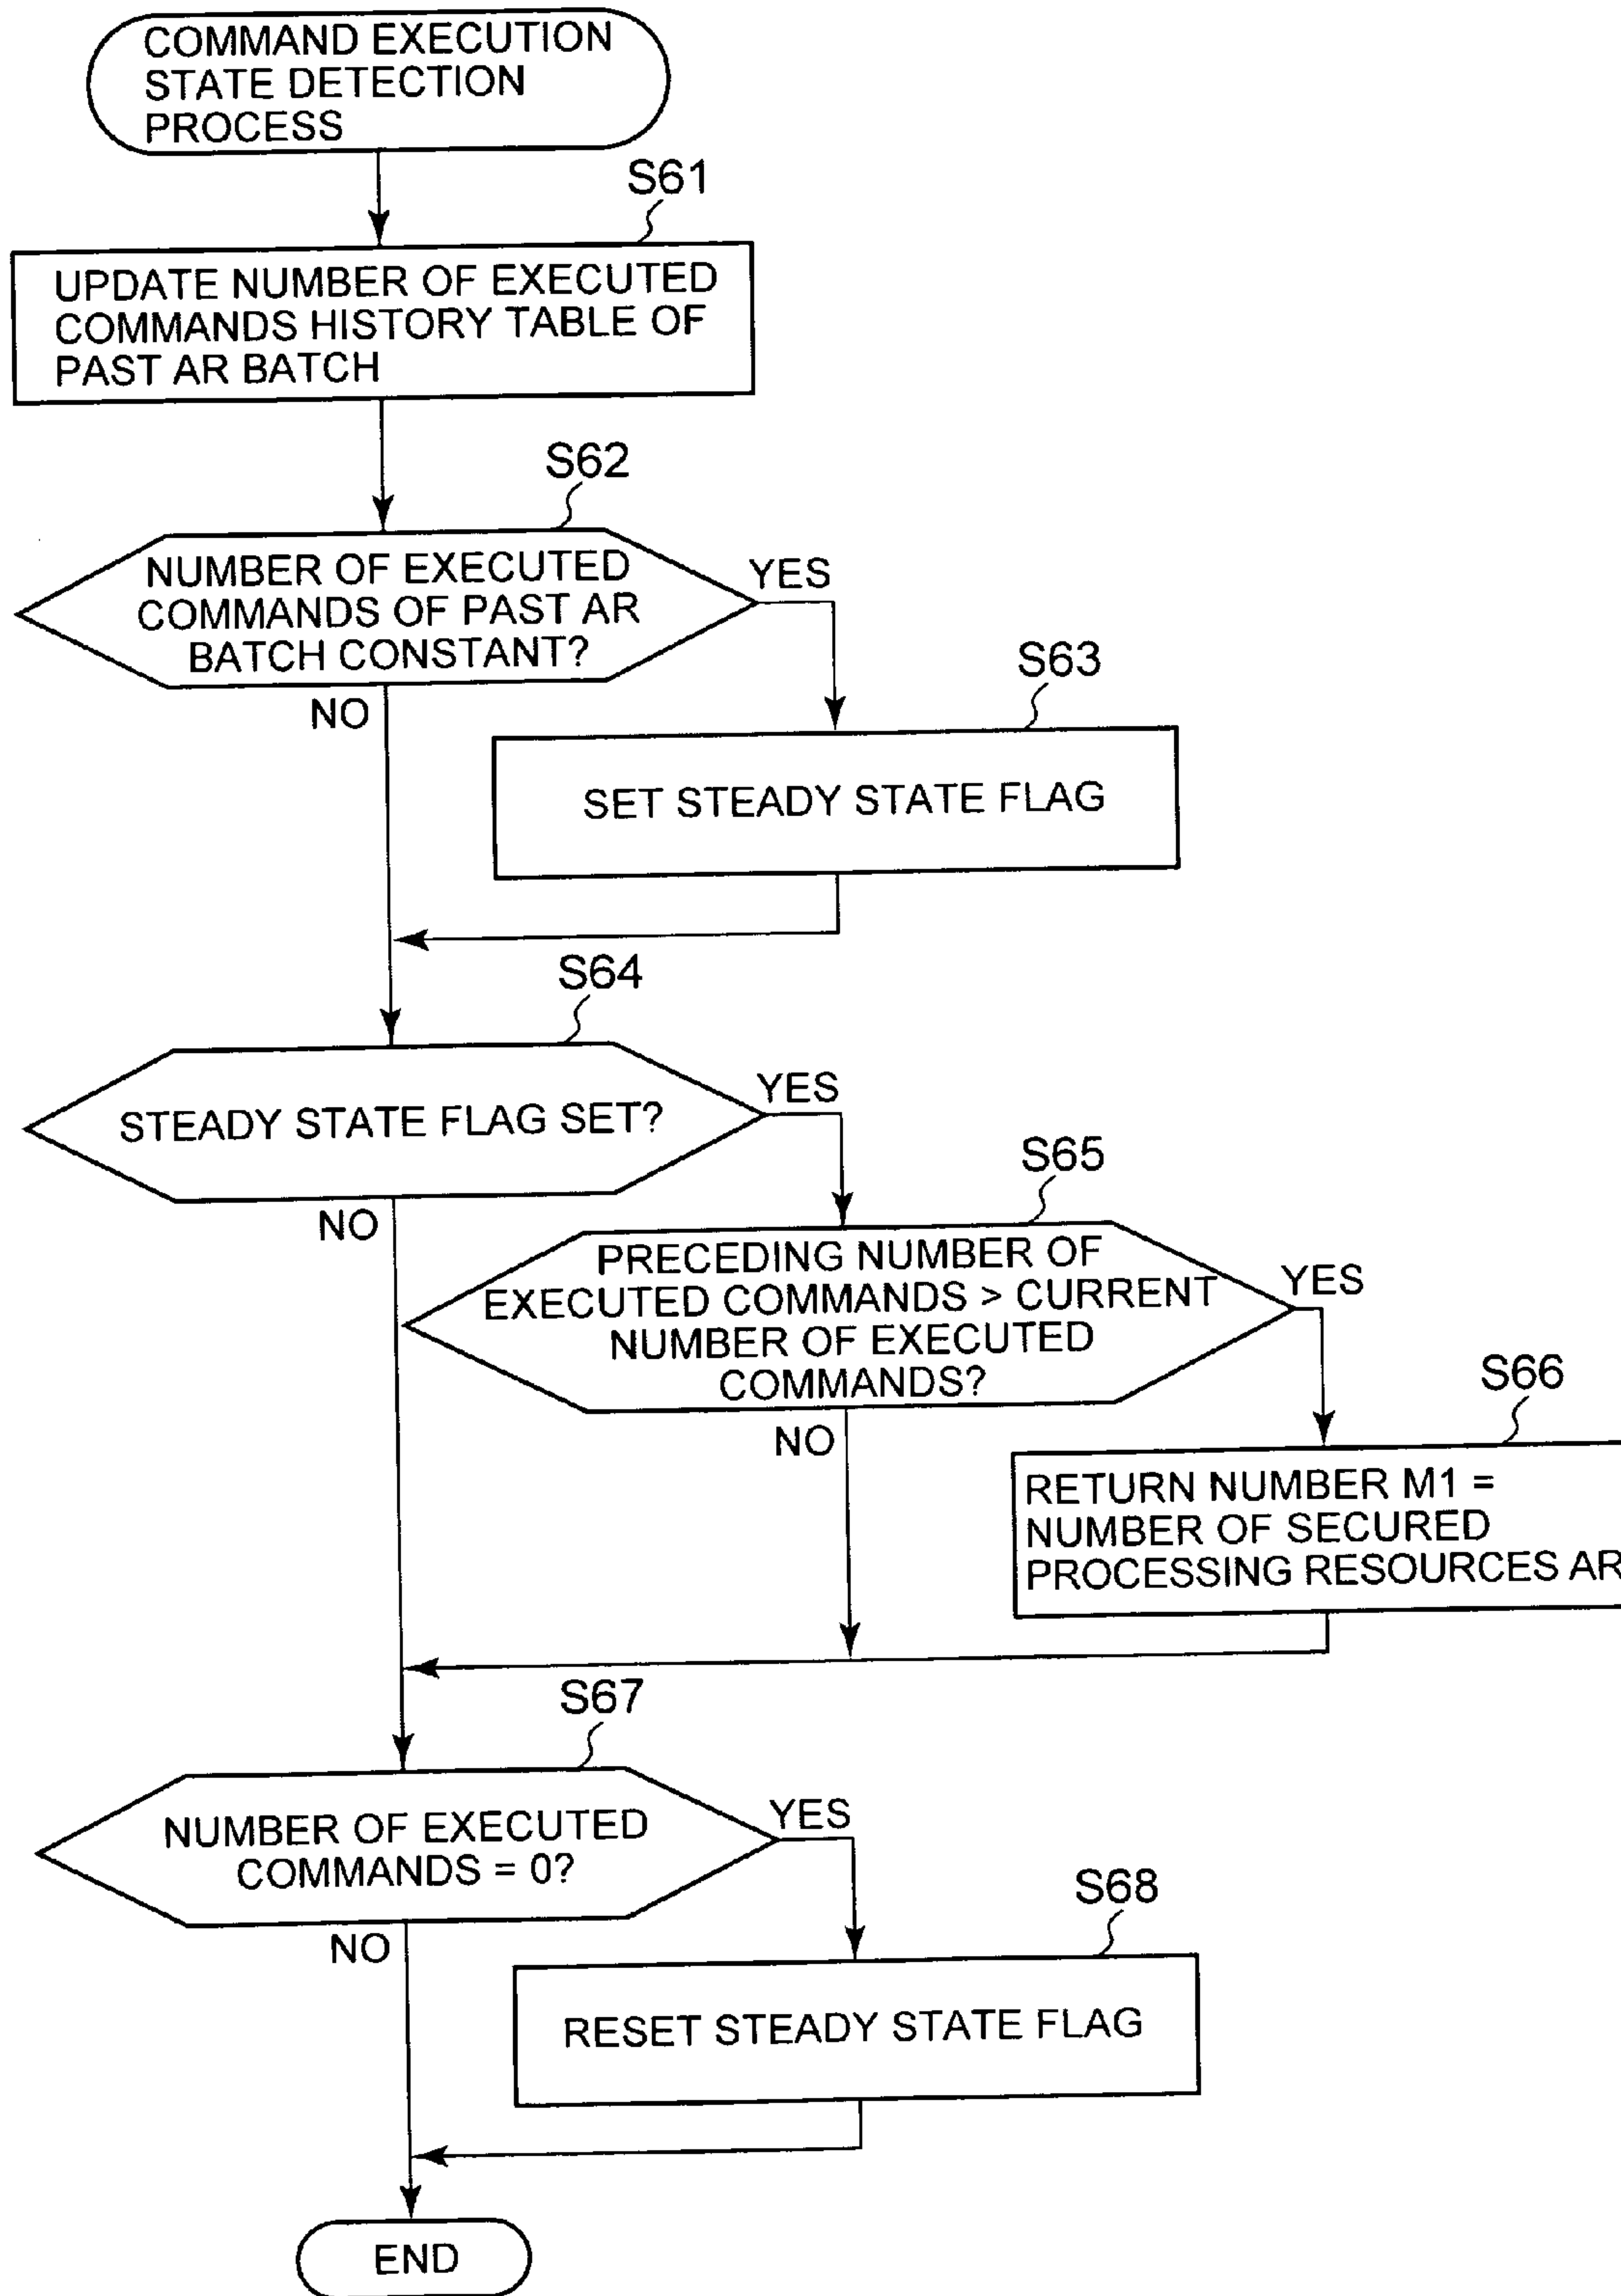 COMMAND EXECUTION
STATE DETECTION
PROCESS
S61
UPDATE NUMBER OF EXECUTED
COMMANDS HISTORY TABLE OF
PAST AR BATCH
S62
NUMBER OF EXECUTED
COMMANDS OF PAST AR
BATCH CONSTANT?
YES
NO
S63
SET STEADY STATE FLAG
S64
STEADY STATE FLAG SET?
YES
NO
S65
PRECEDING NUMBER OF
EXECUTED COMMANDS > CURRENT
NUMBER OF EXECUTED
COMMANDS?
YES
NO
S66
RETURN NUMBER M1 =
NUMBER OF SECURED
PROCESSING RESOURCES AR
S67
NUMBER OF EXECUTED
COMMANDS = 0?
YES
NO
S68
RESET STEADY STATE FLAG
END